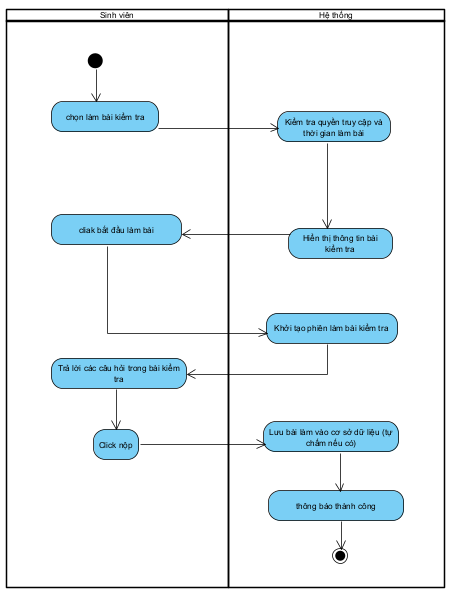 Sinh viên
Hệ thống
chọn làm bài kiểm tra
Kiểm tra quyền truy cập và
thời gian làm bài
cliak bắt đầu làm bài
Hiển thị thông tin bài
kiểm tra
Khởi tạo phiên làm bài kiểm tra
Trả lời các câu hỏi trong bài kiểm
tra
Click nộp
Lưu bài làm vào cơ sở dữ liệu (tự
chấm nếu có)
thông báo thành công